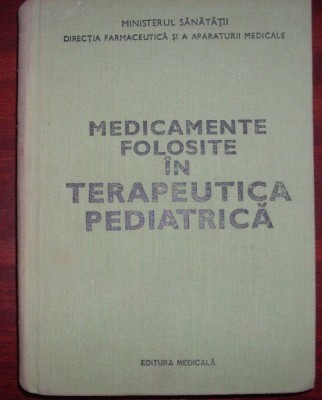 MINISTERUL SĂNĂTĂȚII
DIRECȚIA FARMACEUTICĂ ȘI A APARATURII MEDICALE
MEDICAMENTE
FOLOSITE
ÎN
TERAPEUTICA
PEDIATRICĂ
EDITURA MEDICALĂ